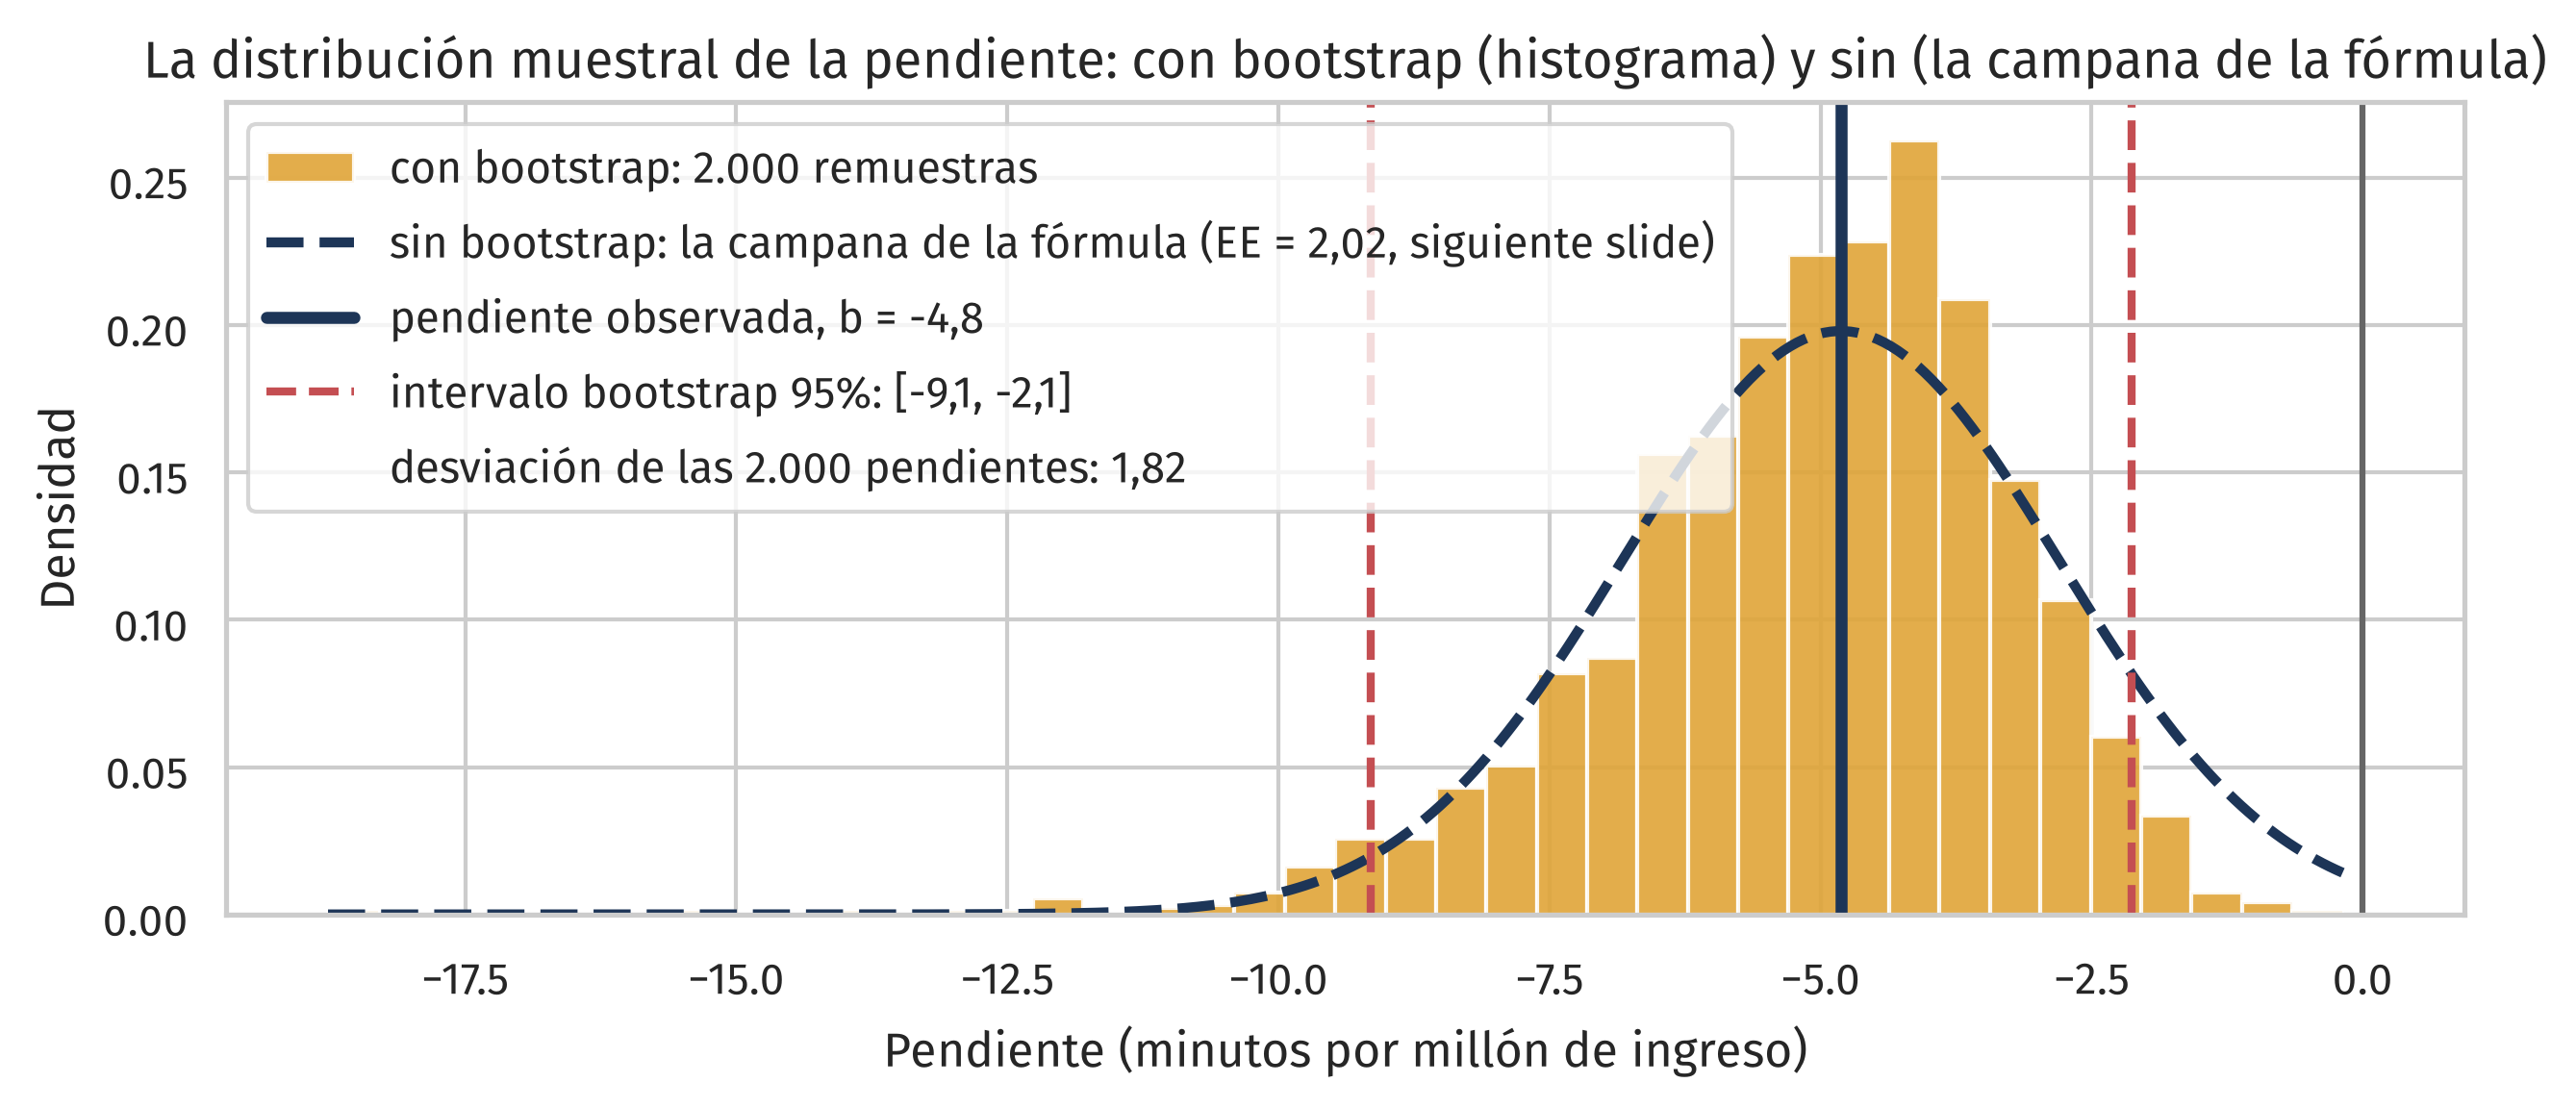 La distribución muestral de la pendiente: con bootstrap (histograma) y sin (la campana de la fórmula)
con bootstrap: 2.000 remuestras
sin bootstrap: la campana de la fórmula (EE = 2,02, siguiente slide)
pendiente observada, b = -4,8
intervalo bootstrap 95%: [-9,1, -2,1]
desviación de las 2.000 pendientes: 1,82
Densidad
0.25
0.20
0.15
0.10
0.05
0.00
−17.5 −15.0 −12.5 −10.0 −7.5 −5.0 −2.5 0.0
Pendiente (minutos por millón de ingreso)